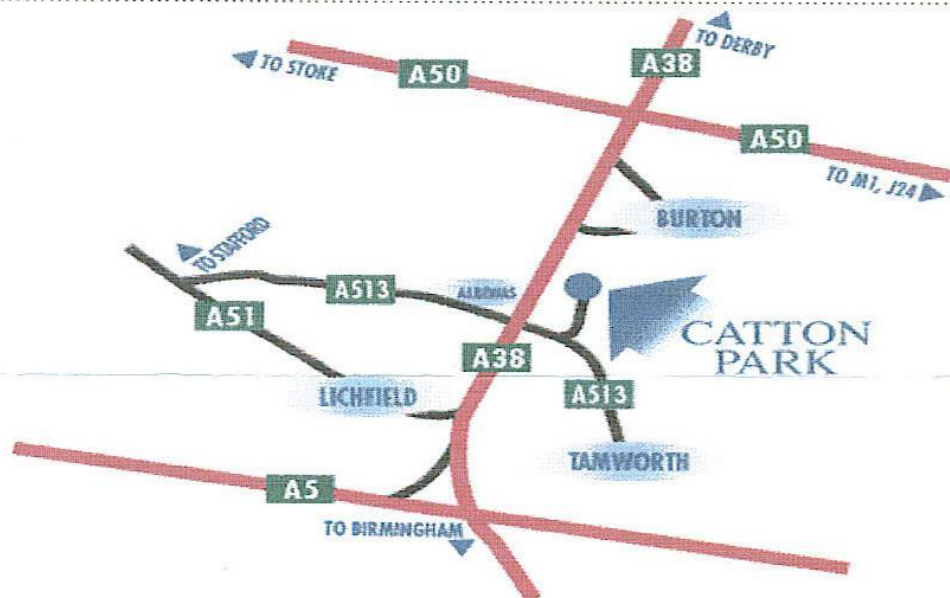 TO DERBY
A38
TO STOKE
A50
A50
TO M1, J24
BURTON
TO STAFFORD
A513
ALREWAS
A51
CATTON
PARK
A38
LICHFIELD
A513
TAMWORTH
A5
TO BIRMINGHAM